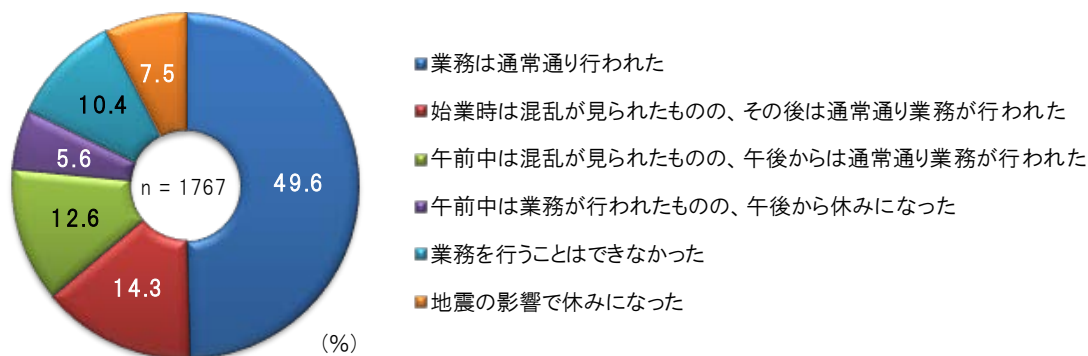 7.5
10.4
5.6
12.6
14.3
49.6
n = 1767
(%)
業務は通常通り行われた
始業時は混乱が見られたものの、その後は通常通り業務が行われた
午前中は混乱が見られたものの、午後からは通常通り業務が行われた
午前中は業務が行われたものの、午後から休みになった
業務を行うことはできなかった
地震の影響で休みになった